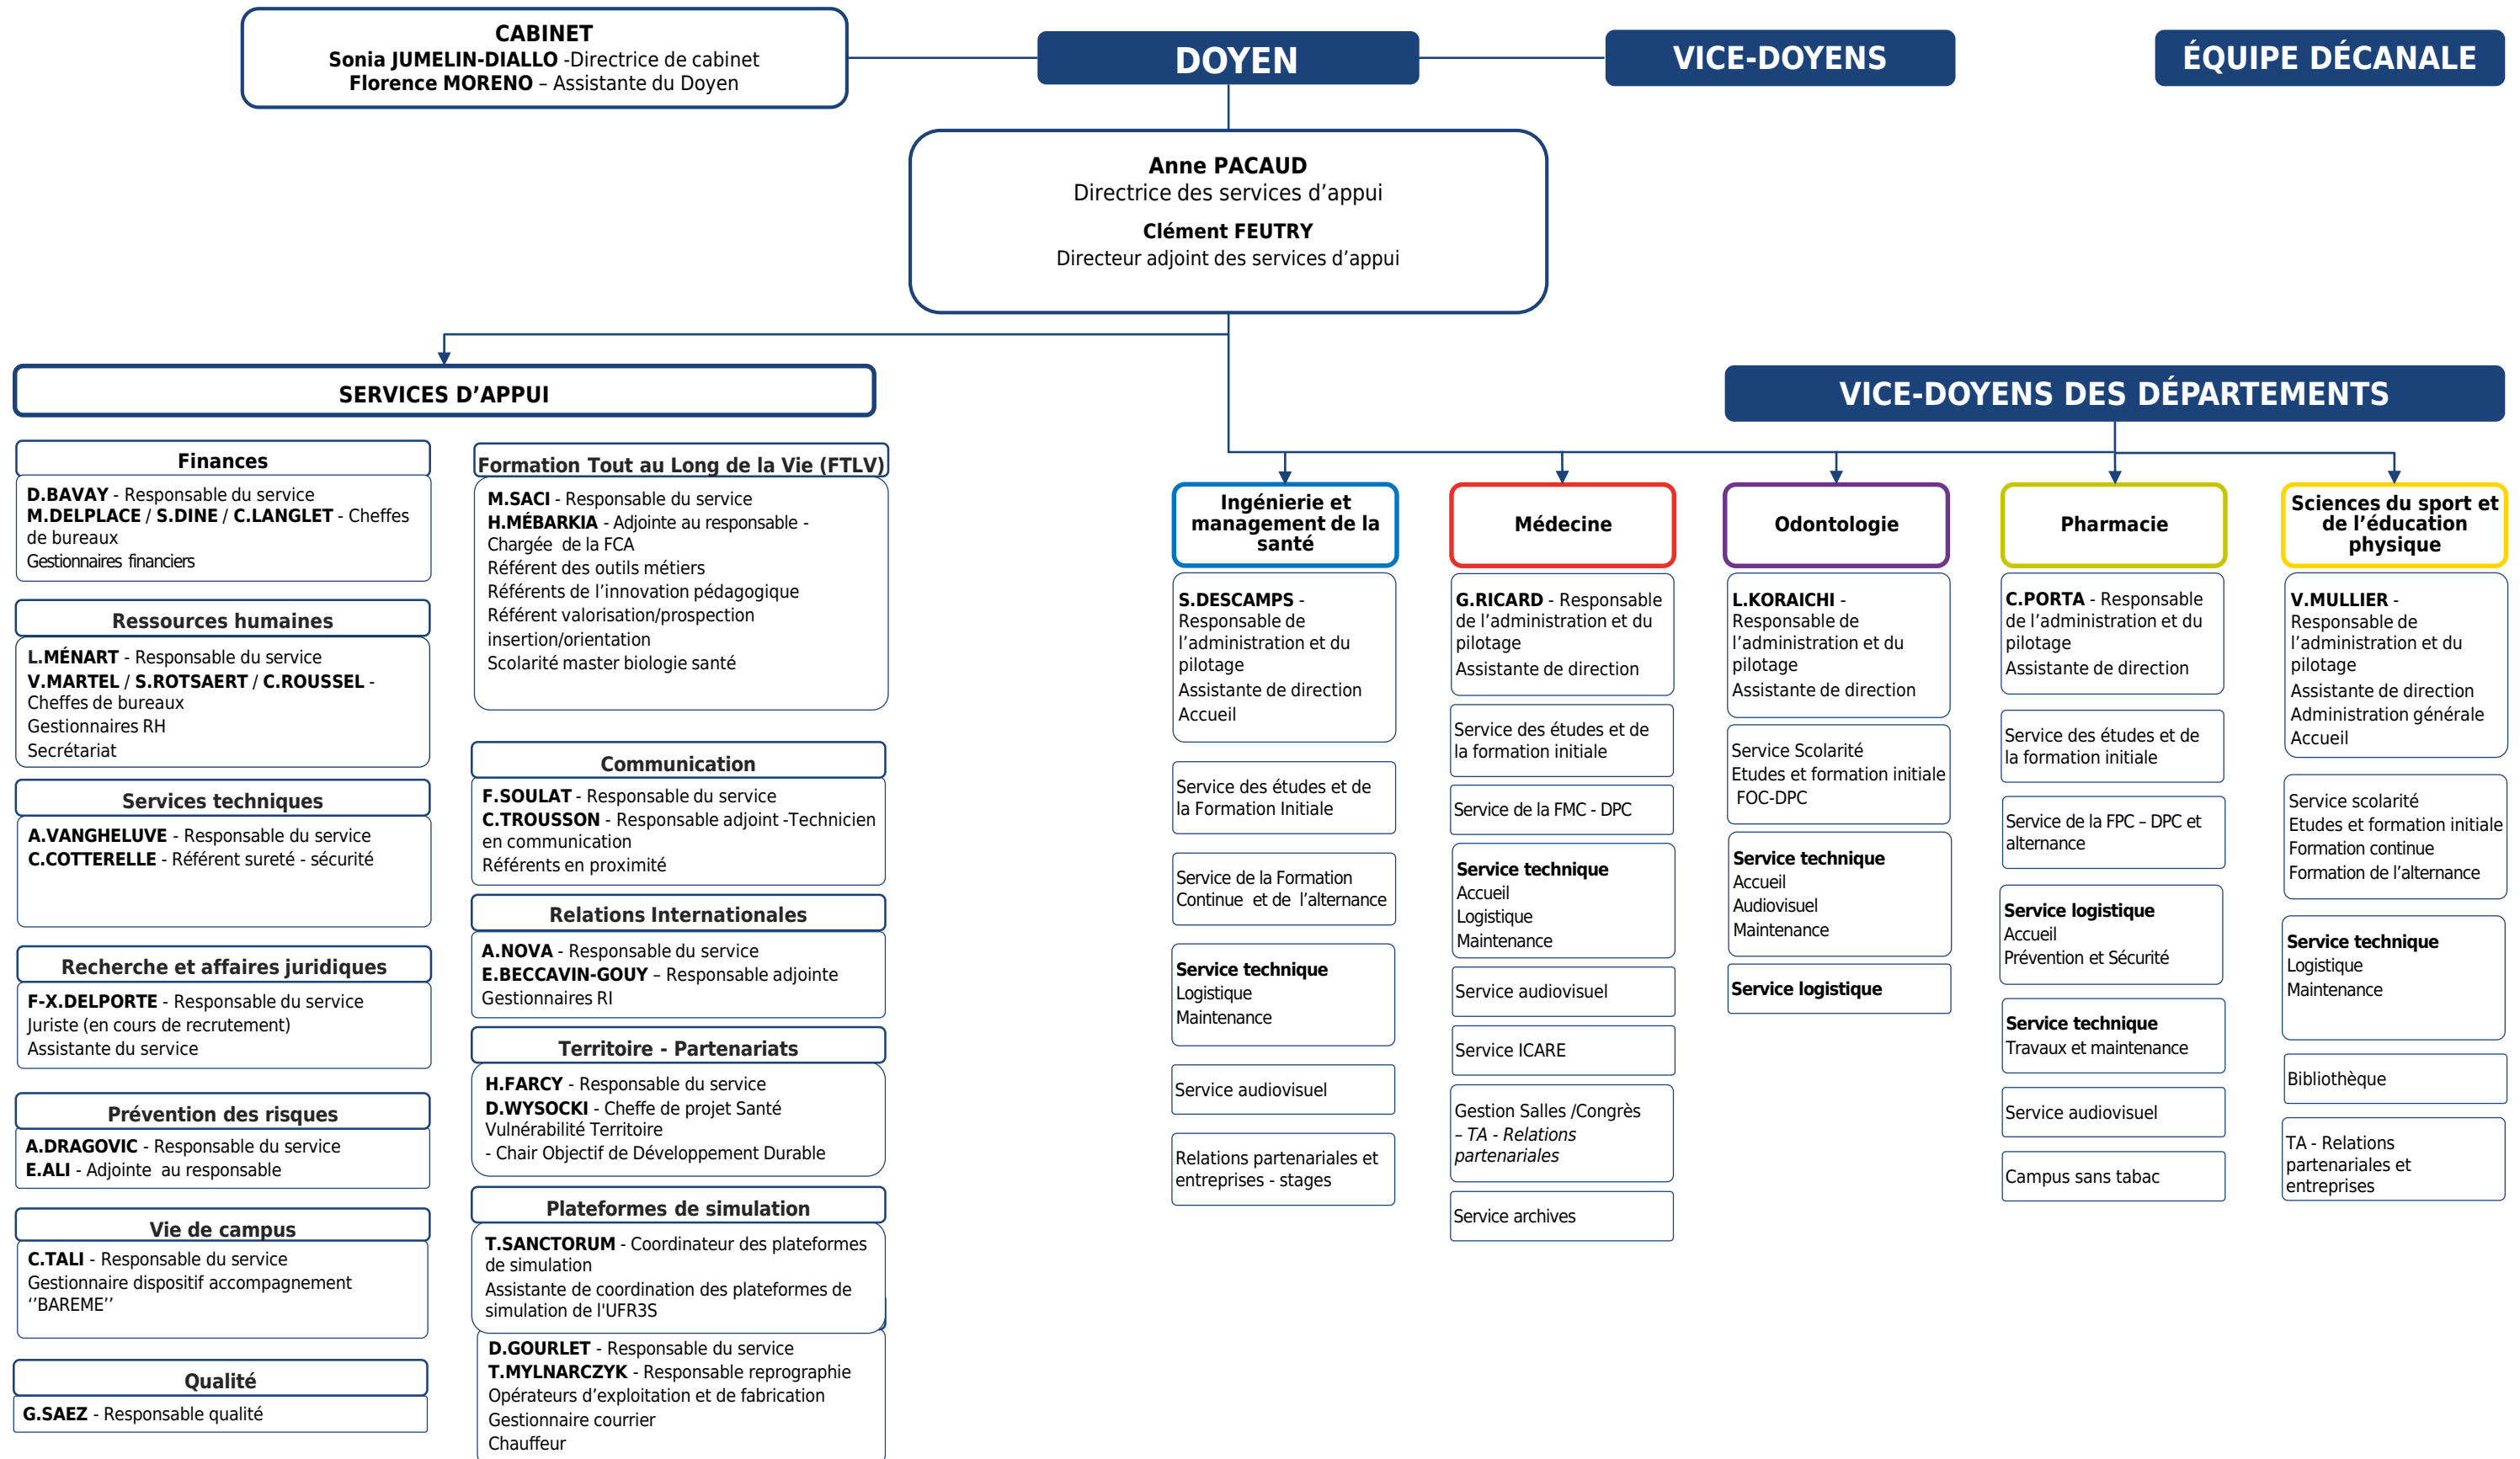 CABINET
Sonia JUMELIN-DIALLO -Directrice de cabinet
Florence MORENO – Assistante du Doyen
DOYEN
VICE-DOYENS
ÉQUIPE DÉCANALE
Anne PACAUD
Directrice des services d’appui
Clément FEUTRY
Directeur adjoint des services d’appui
SERVICES D’APPUI
Finances
D.BAVAY - Responsable du service
M.DELPLACE / S.DINE / C.LANGLET - Cheffes
de bureaux
Gestionnaires financiers
Ressources humaines
L.MÉNART - Responsable du service
V.MARTEL / S.ROTSAERT / C.ROUSSEL -
Cheffes de bureaux
Gestionnaires RH
Secrétariat
Services techniques
A.VANGHELUVE - Responsable du service
C.COTTERELLE - Référent sureté - sécurité
Recherche et affaires juridiques
F-X.DELPORTE - Responsable du service
Juriste (en cours de recrutement)
Assistante du service
Prévention des risques
A.DRAGOVIC - Responsable du service
E.ALI - Adjointe au responsable
Vie de campus
C.TALI - Responsable du service
Gestionnaire dispositif accompagnement
‘’BAREME’’
Qualité
G.SAEZ - Responsable qualité
Formation Tout au Long de la Vie (FTLV)
M.SACI - Responsable du service
H.MÉBARKIA - Adjointe au responsable -
Chargée de la FCA
Référent des outils métiers
Référents de l’innovation pédagogique
Référent valorisation/prospection
insertion/orientation
Scolarité master biologie santé
Communication
F.SOULAT - Responsable du service
C.TROUSSON - Responsable adjoint -Technicien
en communication
Référents en proximité
Relations Internationales
A.NOVA - Responsable du service
E.BECCAVIN-GOUY – Responsable adjointe
Gestionnaires RI
Territoire - Partenariats
H.FARCY - Responsable du service
D.WYSOCKI - Cheffe de projet Santé
Vulnérabilité Territoire
- Chair Objectif de Développement Durable
Plateformes de simulation
T.SANCTORUM - Coordinateur des plateformes
de simulation
Assistante de coordination des plateformes de
simulation de l'UFR3S
D.GOURLET - Responsable du service
T.MYLNARCZYK - Responsable reprographie
Opérateurs d’exploitation et de fabrication
Gestionnaire courrier
Chauffeur
VICE-DOYENS DES DÉPARTEMENTS
Ingénierie et
management de la
santé
S.DESCAMPS -
Responsable de
l’administration et du
pilotage
Assistante de direction
Accueil
Service des études et de
la Formation Initiale
Service de la Formation
Continue et de l’alternance
Service technique
Logistique
Maintenance
Service audiovisuel
Relations partenariales et
entreprises - stages
Médecine
G.RICARD - Responsable
de l’administration et du
pilotage
Assistante de direction
Service des études et de
la formation initiale
Service de la FMC - DPC
Service technique
Accueil
Logistique
Maintenance
Service audiovisuel
Service ICARE
Gestion Salles /Congrès
– TA - Relations
partenariales
Service archives
Odontologie
L.KORAICHI -
Responsable de
l’administration et du
pilotage
Assistante de direction
Service Scolarité
Etudes et formation initiale
FOC-DPC
Service technique
Accueil
Audiovisuel
Maintenance
Service logistique
Pharmacie
C.PORTA - Responsable
de l’administration et du
pilotage
Assistante de direction
Service des études et de
la formation initiale
Service de la FPC – DPC et
alternance
Service logistique
Accueil
Prévention et Sécurité
Service technique
Travaux et maintenance
Service audiovisuel
Campus sans tabac
Sciences du sport et
de l’éducation
physique
V.MULLIER -
Responsable de
l’administration et du
pilotage
Assistante de direction
Administration générale
Accueil
Service scolarité
Etudes et formation initiale
Formation continue
Formation de l’alternance
Service technique
Logistique
Maintenance
Bibliothèque
TA - Relations
partenariales et
entreprises